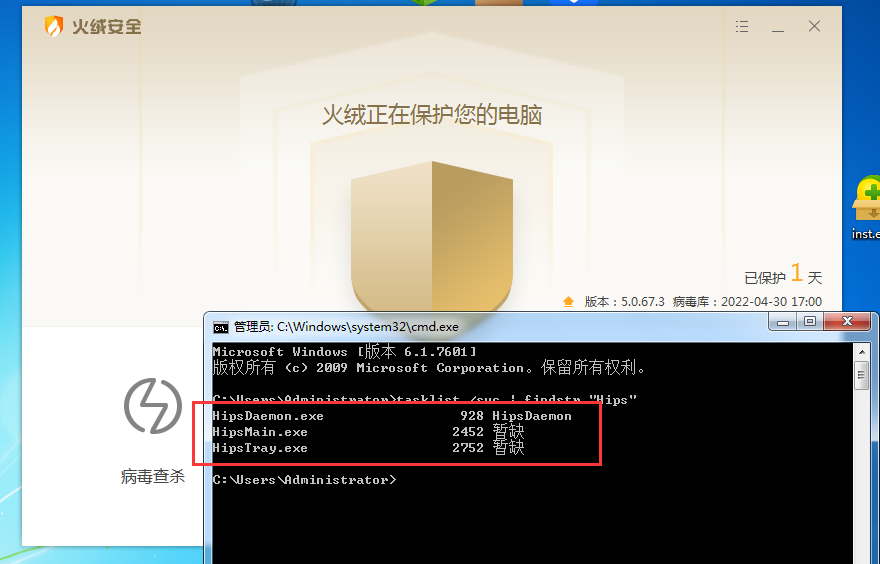 火绒安全
火绒正在保护您的电脑
inst.e
已保护 1 天
版本：5.0.67.3 病毒库：2022-04-30 17:00
管理员: C:\Windows\system32\cmd.exe
Microsoft Windows [版本 6.1.7601]
版权所有 (c) 2009 Microsoft Corporation。保留所有权利。
C:\Users\Administrator>tasklist /svc | findstr "Hips"
HipsDaemon.exe 928 HipsDaemon
HipsMain.exe 2452 暂缺
HipsTray.exe 2752 暂缺
C:\Users\Administrator>
病毒查杀